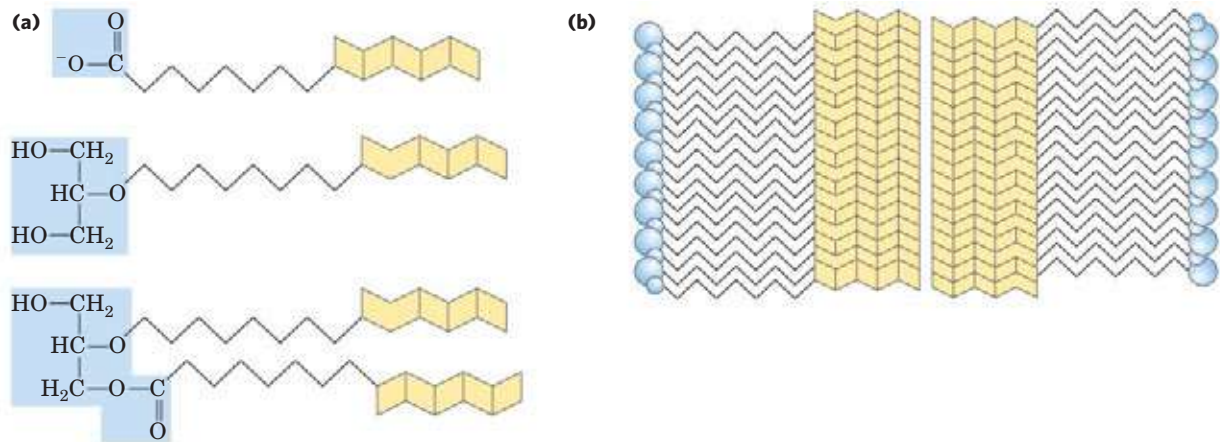 (a)
O
⁻O—C
HO—CH₂
HC—O
HO—CH₂
HO—CH₂
HC—O
H₂C—O—C
O
(b)